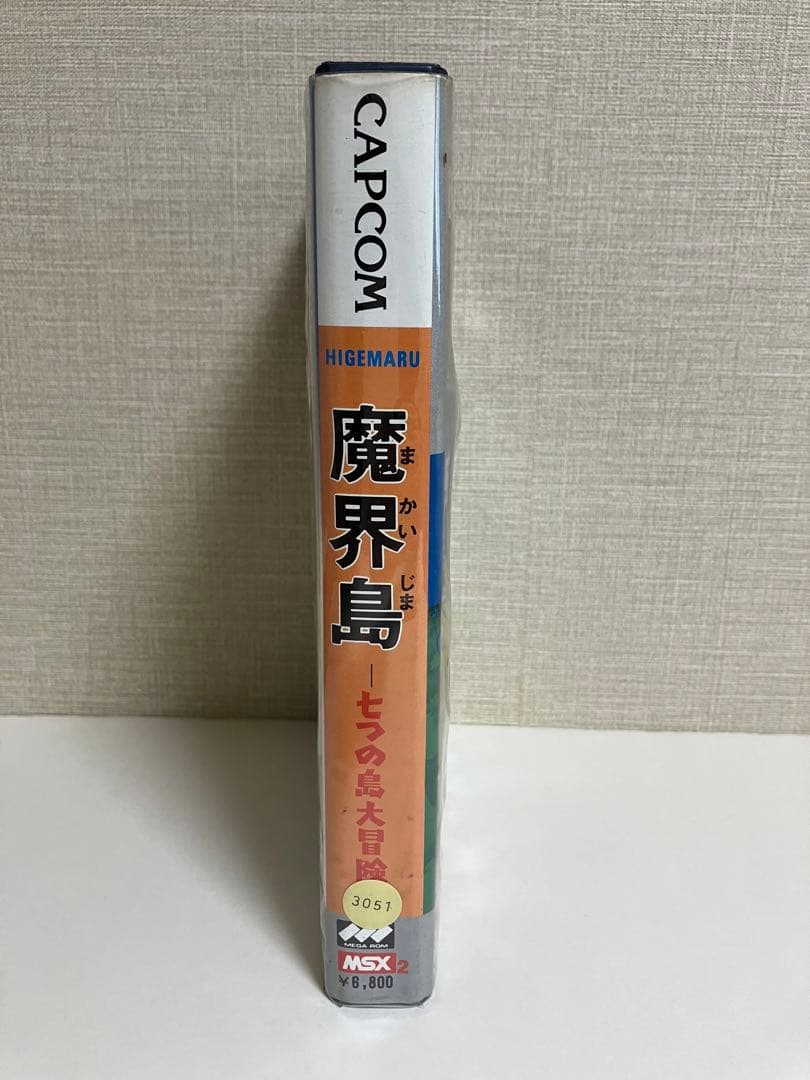 CAPCOM
HIGEMARU
魔界島
まかいじま
―七つの島大冒険
3051
MEGA ROM
MSX2
¥6,800